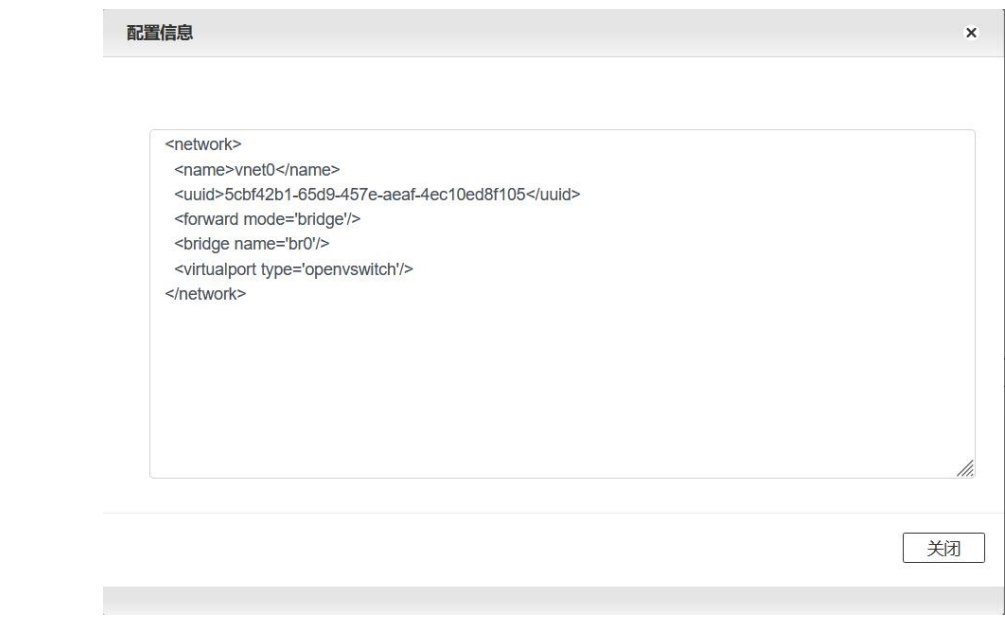 配置信息
×
<network>
<name>vnet0</name>
<uuid>5cbf42b1-65d9-457e-aeaf-4ec10ed8f105</uuid>
<forward mode='bridge'/>
<bridge name='br0'/>
<virtualport type='openvswitch'/>
</network>
关闭